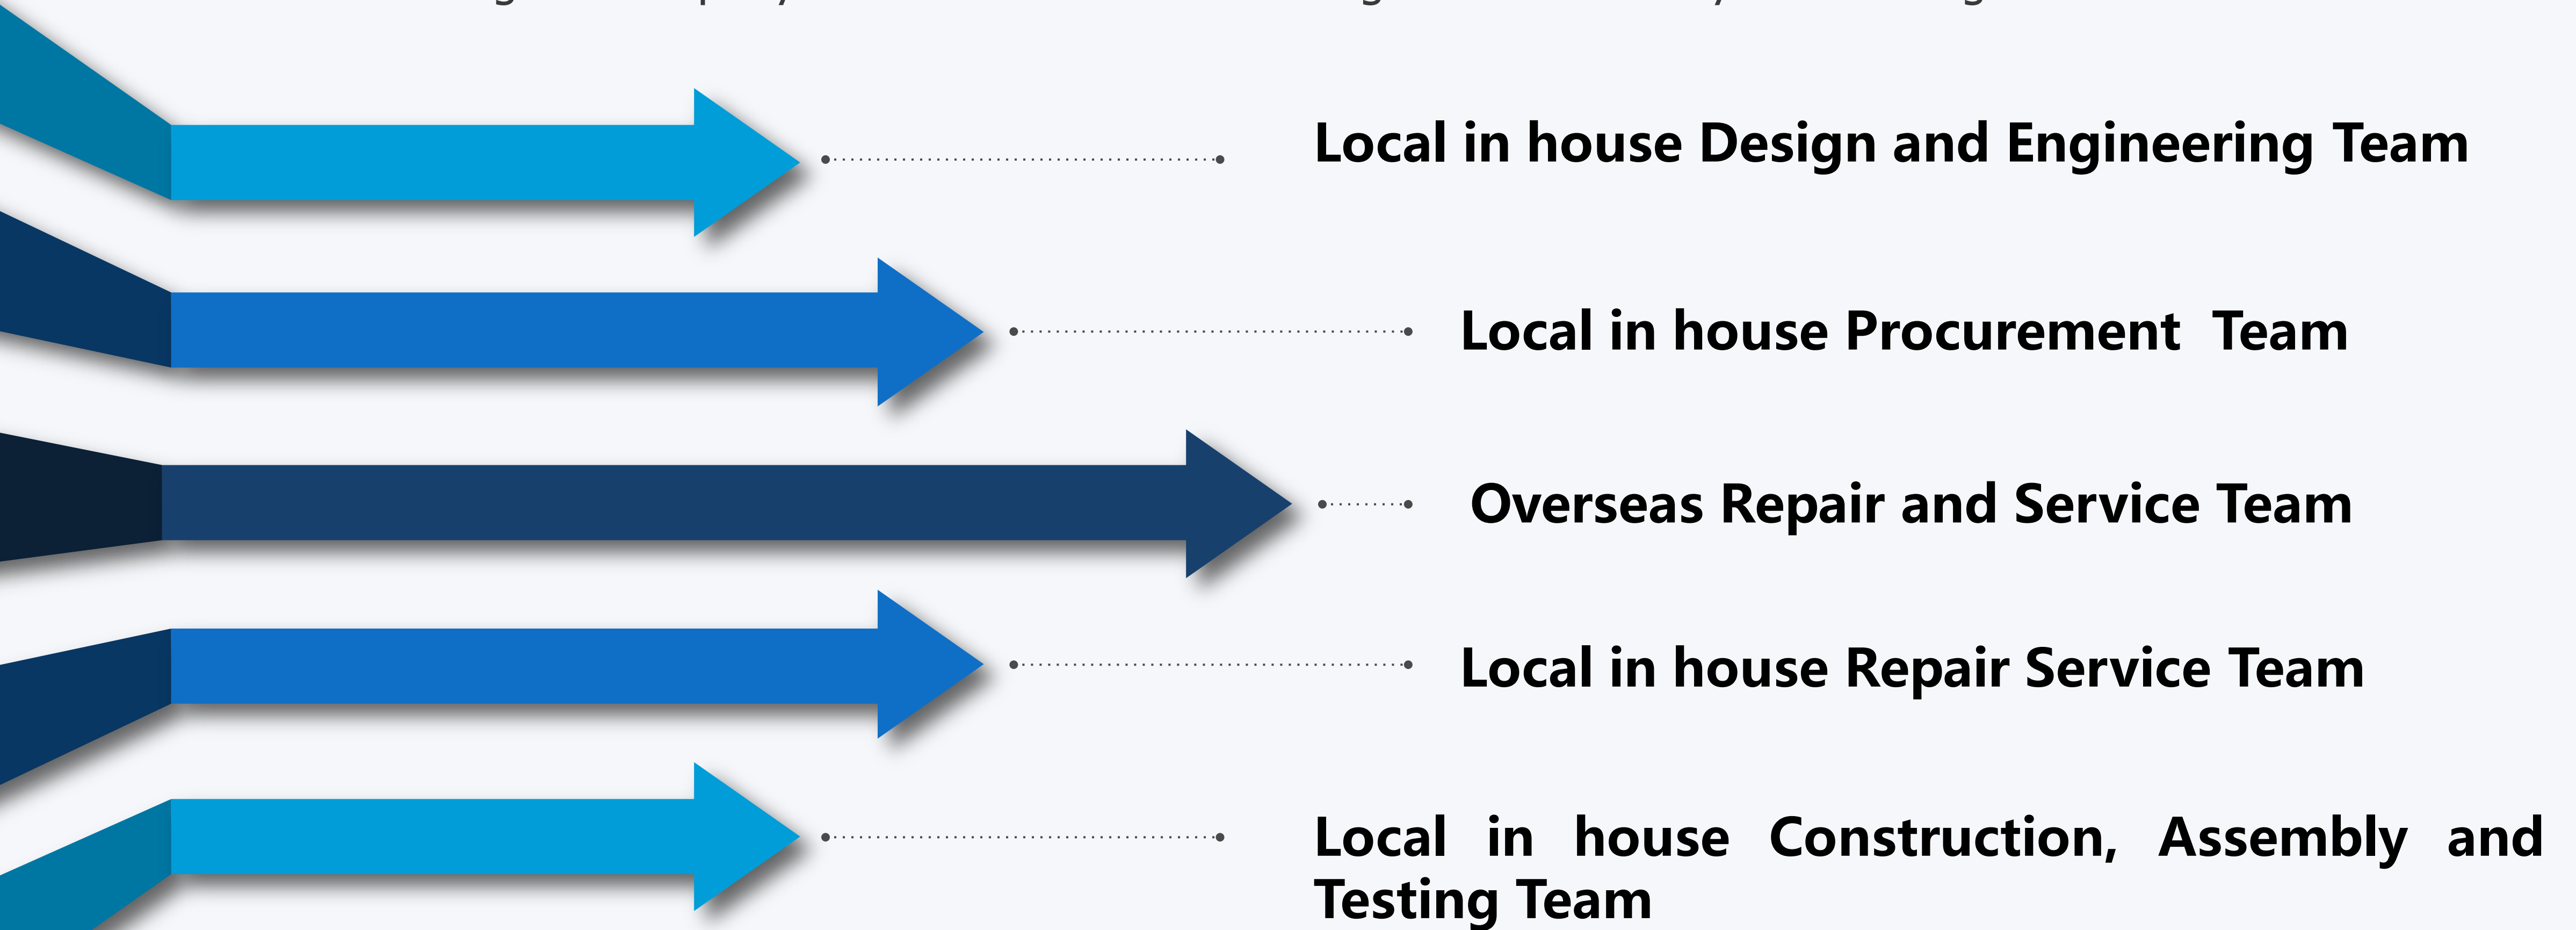 Local in house Design and Engineering Team
Local in house Procurement  Team
Overseas Repair and Service Team
Local in house Repair Service Team
Local in house Construction, Assembly and
Testing Team